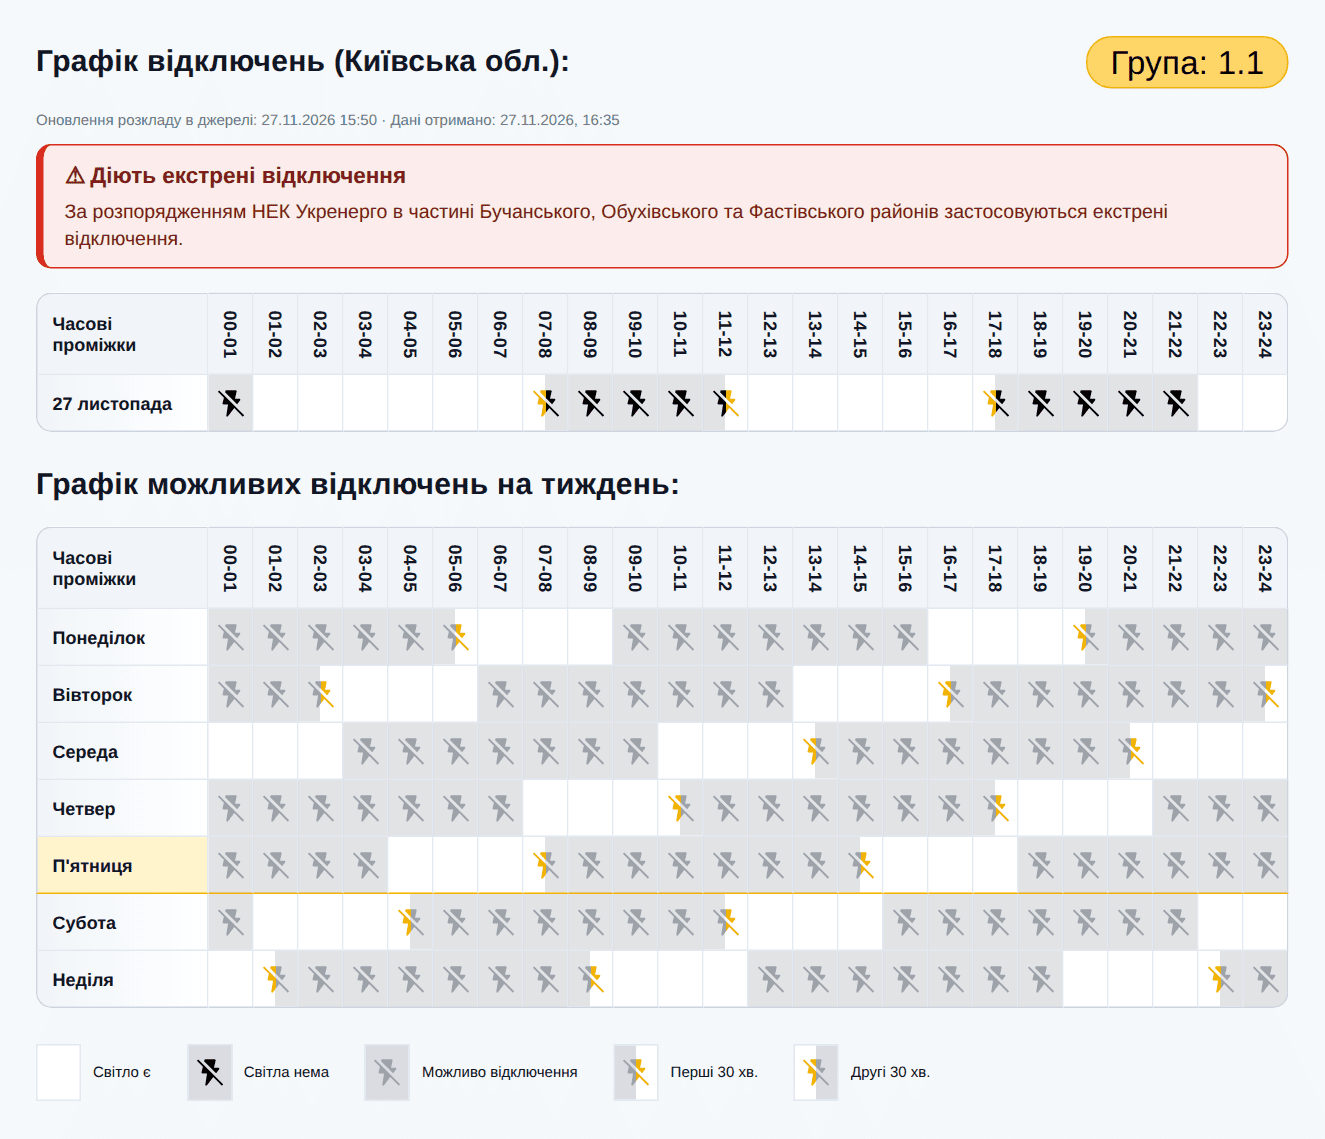 Графік відключень (Київська обл.):
Група: 1.1
Оновлення розкладу в джерелі: 27.11.2026 15:50 · Дані отримано: 27.11.2026, 16:35
⚠ Діють екстрені відключення
За розпорядженням НЕК Укренерго в частині Бучанського, Обухівського та Фастівського районів застосовуються екстрені
відключення.
Часові
проміжки
00-01 01-02 02-03 03-04 04-05 05-06 06-07 07-08 08-09 09-10 10-11 11-12 12-13 13-14 14-15 15-16 16-17 17-18 18-19 19-20 20-21 21-22 22-23 23-24
27 листопада
Графік можливих відключень на тиждень:
Часові
проміжки
00-01 01-02 02-03 03-04 04-05 05-06 06-07 07-08 08-09 09-10 10-11 11-12 12-13 13-14 14-15 15-16 16-17 17-18 18-19 19-20 20-21 21-22 22-23 23-24
Понеділок
Вівторок
Середа
Четвер
П'ятниця
Субота
Неділя
Світло є
Світла нема
Можливо відключення
Перші 30 хв.
Другі 30 хв.